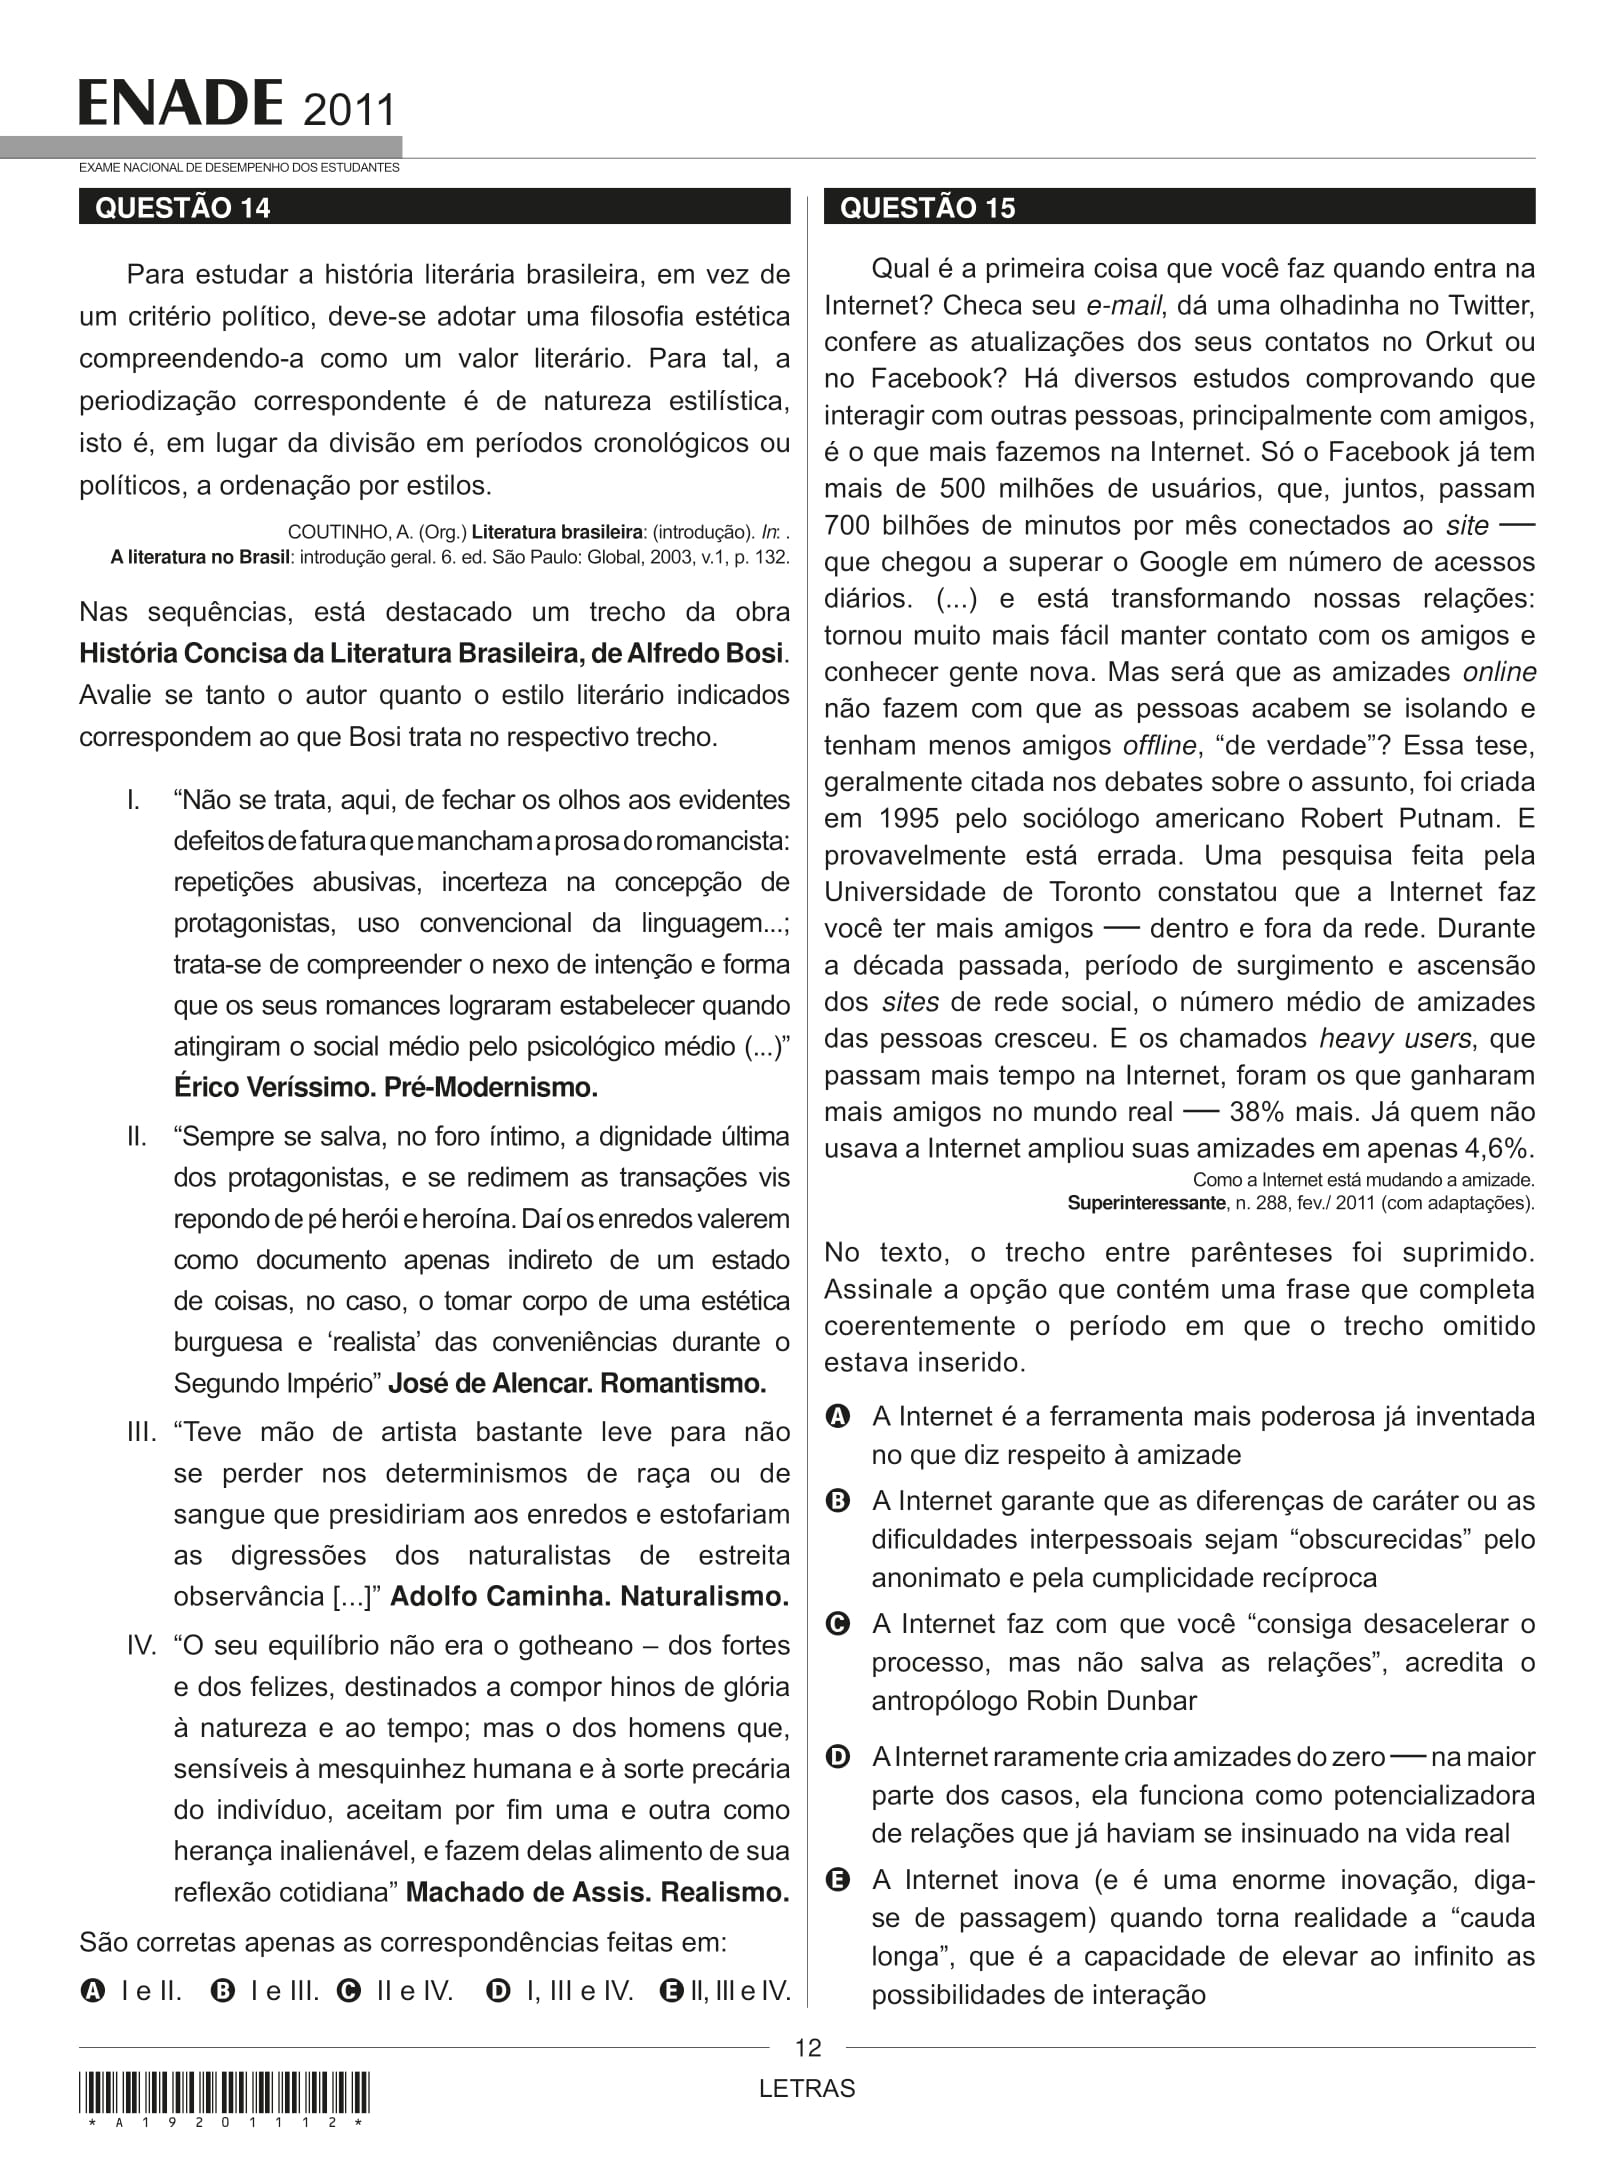 ENADE 2011
EXAME NACIONAL DE DESEMPENHO DOS ESTUDANTES
QUESTÃO 14
Para estudar a história literária brasileira, em vez de
um critério político, deve-se adotar uma filosofia estética
compreendendo-a como um valor literário. Para tal, a
periodização correspondente é de natureza estilística,
isto é, em lugar da divisão em períodos cronológicos ou
políticos, a ordenação por estilos.
COUTINHO, A. (Org.) Literatura brasileira: (introdução). In: .
A literatura no Brasil: introdução geral. 6. ed. São Paulo: Global, 2003, v.1, p. 132.
Nas sequências, está destacado um trecho da obra
História Concisa da Literatura Brasileira, de Alfredo Bosi.
Avalie se tanto o autor quanto o estilo literário indicados
correspondem ao que Bosi trata no respectivo trecho.
I. “Não se trata, aqui, de fechar os olhos aos evidentes
defeitos de fatura que mancham a prosa do romancista:
repetições abusivas, incerteza na concepção de
protagonistas, uso convencional da linguagem...;
trata-se de compreender o nexo de intenção e forma
que os seus romances lograram estabelecer quando
atingiram o social médio pelo psicológico médio (...)”
Érico Veríssimo. Pré-Modernismo.
II. “Sempre se salva, no foro íntimo, a dignidade última
dos protagonistas, e se redimem as transações vis
repondo de pé herói e heroína. Daí os enredos valerem
como documento apenas indireto de um estado
de coisas, no caso, o tomar corpo de uma estética
burguesa e ‘realista’ das conveniências durante o
Segundo Império” José de Alencar. Romantismo.
III. “Teve mão de artista bastante leve para não
se perder nos determinismos de raça ou de
sangue que presidiriam aos enredos e estofariam
as digressões dos naturalistas de estreita
observância [...]” Adolfo Caminha. Naturalismo.
IV. “O seu equilíbrio não era o gotheano – dos fortes
e dos felizes, destinados a compor hinos de glória
à natureza e ao tempo; mas o dos homens que,
sensíveis à mesquinhez humana e à sorte precária
do indivíduo, aceitam por fim uma e outra como
herança inalienável, e fazem delas alimento de sua
reflexão cotidiana” Machado de Assis. Realismo.
São corretas apenas as correspondências feitas em:
A I e II. B I e III. C II e IV. D I, III e IV. E II, III e IV.
QUESTÃO 15
Qual é a primeira coisa que você faz quando entra na
Internet? Checa seu e-mail, dá uma olhadinha no Twitter,
confere as atualizações dos seus contatos no Orkut ou
no Facebook? Há diversos estudos comprovando que
interagir com outras pessoas, principalmente com amigos,
é o que mais fazemos na Internet. Só o Facebook já tem
mais de 500 milhões de usuários, que, juntos, passam
700 bilhões de minutos por mês conectados ao site —
que chegou a superar o Google em número de acessos
diários. (...) e está transformando nossas relações:
tornou muito mais fácil manter contato com os amigos e
conhecer gente nova. Mas será que as amizades online
não fazem com que as pessoas acabem se isolando e
tenham menos amigos offline, “de verdade”? Essa tese,
geralmente citada nos debates sobre o assunto, foi criada
em 1995 pelo sociólogo americano Robert Putnam. E
provavelmente está errada. Uma pesquisa feita pela
Universidade de Toronto constatou que a Internet faz
você ter mais amigos — dentro e fora da rede. Durante
a década passada, período de surgimento e ascensão
dos sites de rede social, o número médio de amizades
das pessoas cresceu. E os chamados heavy users, que
passam mais tempo na Internet, foram os que ganharam
mais amigos no mundo real — 38% mais. Já quem não
usava a Internet ampliou suas amizades em apenas 4,6%.
Como a Internet está mudando a amizade.
Superinteressante, n. 288, fev./ 2011 (com adaptações).
No texto, o trecho entre parênteses foi suprimido.
Assinale a opção que contém uma frase que completa
coerentemente o período em que o trecho omitido
estava inserido.
A A Internet é a ferramenta mais poderosa já inventada
no que diz respeito à amizade
B A Internet garante que as diferenças de caráter ou as
dificuldades interpessoais sejam “obscurecidas” pelo
anonimato e pela cumplicidade recíproca
C A Internet faz com que você “consiga desacelerar o
processo, mas não salva as relações”, acredita o
antropólogo Robin Dunbar
D A Internet raramente cria amizades do zero — na maior
parte dos casos, ela funciona como potencializadora
de relações que já haviam se insinuado na vida real
E A Internet inova (e é uma enorme inovação, diga-
se de passagem) quando torna realidade a “cauda
longa”, que é a capacidade de elevar ao infinito as
possibilidades de interação
12
LETRAS
* A 1 9 2 0 1 1 1 2 *